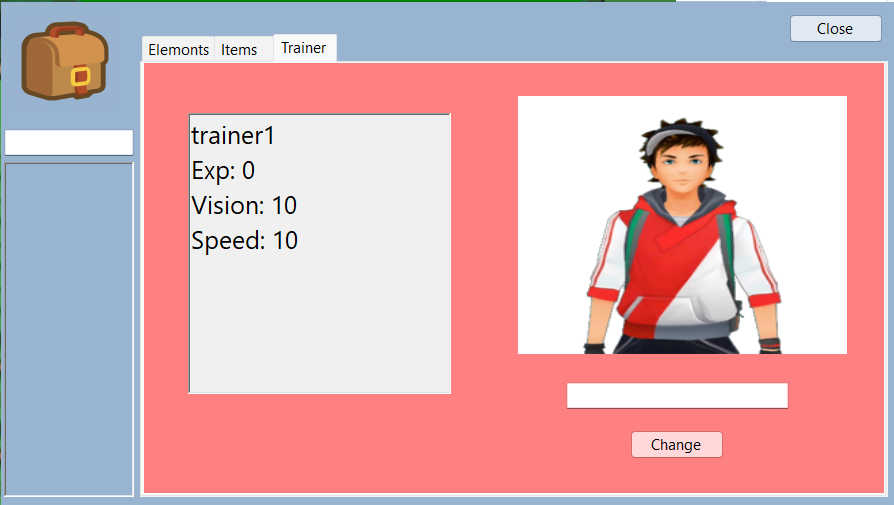 Close
Elemonts Items Trainer
trainer1
Exp: 0
Vision: 10
Speed: 10
Change